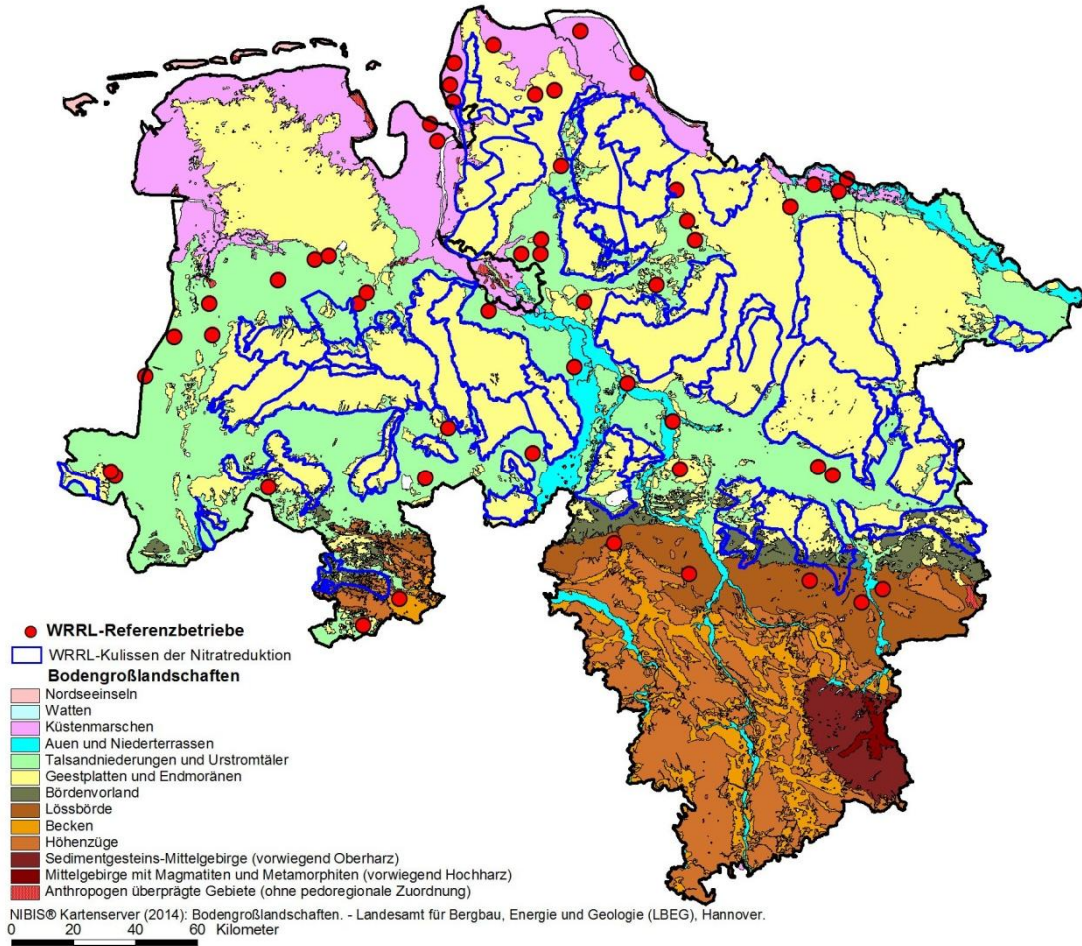 WRRL-Referenzbetriebe
WRRL-Kulissen der Nitratreduktion
Bodengroßlandschaften
Nordseeinseln
Watten
Küstenmarschen
Auen und Niederterrassen
Talsandniederungen und Urstromtäler
Geestplatten und Endmoränen
Bördenvorland
Lössbörde
Becken
Höhenzüge
Sedimentgesteins-Mittelgebirge (vorwiegend Oberharz)
Mittelgebirge mit Magmatiten und Metamorphiten (vorwiegend Hochharz)
Anthropogen überprägte Gebiete (ohne pedoregionale Zuordnung)
NIBIS® Kartenserver (2014): Bodengroßlandschaften. - Landesamt für Bergbau, Energie und Geologie (LBEG), Hannover.
0 20 40 60 Kilometer